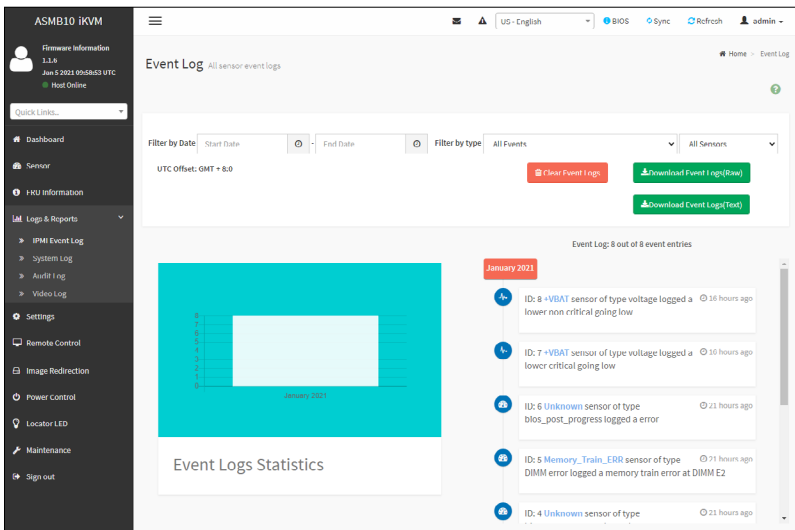 ASMB10 iKVM
US - English
BIOS
Sync
Refresh
admin
Firmware Information
1.1.6
Jan 5 2021 09:58:53 UTC
Host Online
Quick Links...
Dashboard
Sensor
FRU Information
Logs & Reports
IPMI Event Log
System Log
Audit Log
Video Log
Settings
Remote Control
Image Redirection
Power Control
Locator LED
Maintenance
Sign out
Event Log All sensor event logs
Home > Event Log
Filter by Date Start Date - End Date Filter by type All Events All Sensors
UTC Offset: GMT + 8:0
Clear Event Logs
Download Event Logs(Raw)
Download Event Logs(Text)
Event Log: 8 out of 8 event entries
8
7
6
5
4
3
2
1
0
January 2021
Event Logs Statistics
January 2021
ID: 8 +VBAT sensor of type voltage logged a 16 hours ago
lower non critical going low
ID: 7 +VBAT sensor of type voltage logged a 16 hours ago
lower critical going low
ID: 6 Unknown sensor of type 21 hours ago
bios_post_progress logged a error
ID: 5 Memory_Train_ERR sensor of type 21 hours ago
DIMM error logged a memory train error at DIMM E2
ID: 4 Unknown sensor of type 21 hours ago